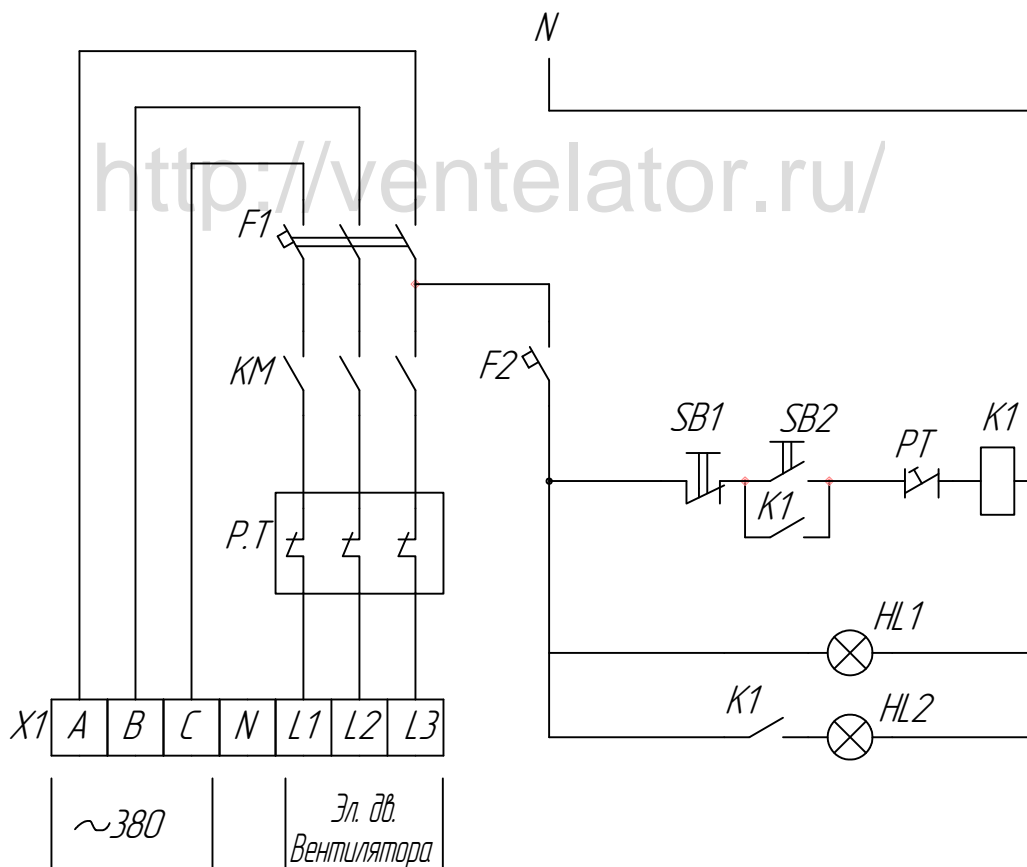 N
http://ventelator.ru/
F1
KM
F2
SB1
SB2
PT
K1
K1
P.T
HL1
K1
HL2
X1 A B C N L1 L2 L3
~380
Эл. дв.
Вентилятора